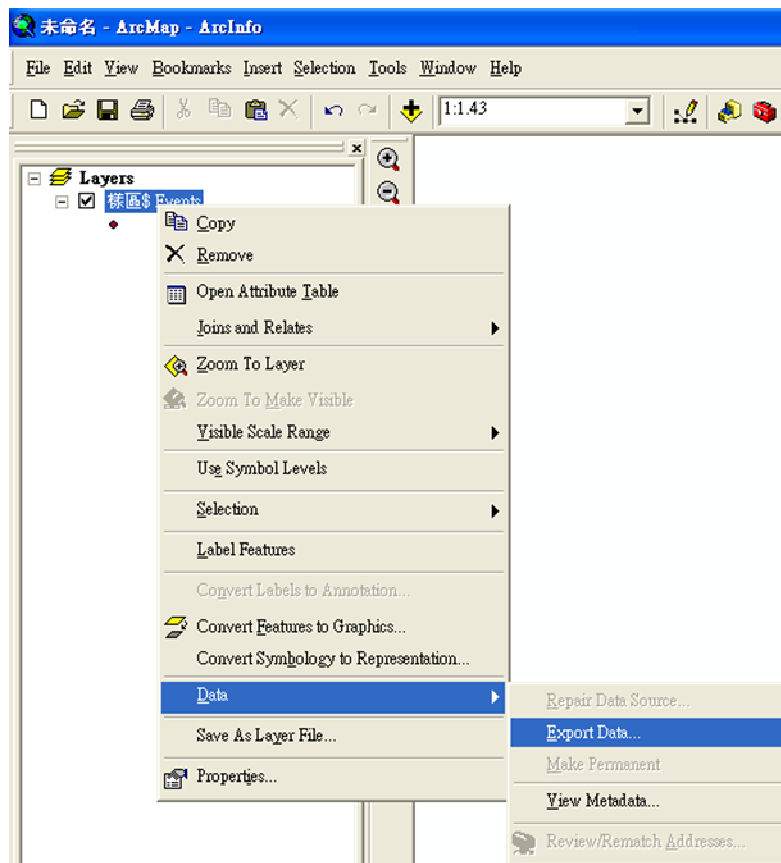 未命名 - ArcMap - ArcInfo
File Edit View Bookmarks Insert Selection Tools Window Help
1:1.43
Layers
樣區$ Events
Copy
Remove
Open Attribute Table
Joins and Relates
Zoom To Layer
Zoom To Make Visible
Visible Scale Range
Use Symbol Levels
Selection
Label Features
Convert Labels to Annotation...
Convert Features to Graphics...
Convert Symbology to Representation...
Data
Save As Layer File...
Properties...
Repair Data Source...
Export Data...
Make Permanent
View Metadata...
Review/Rematch Addresses...